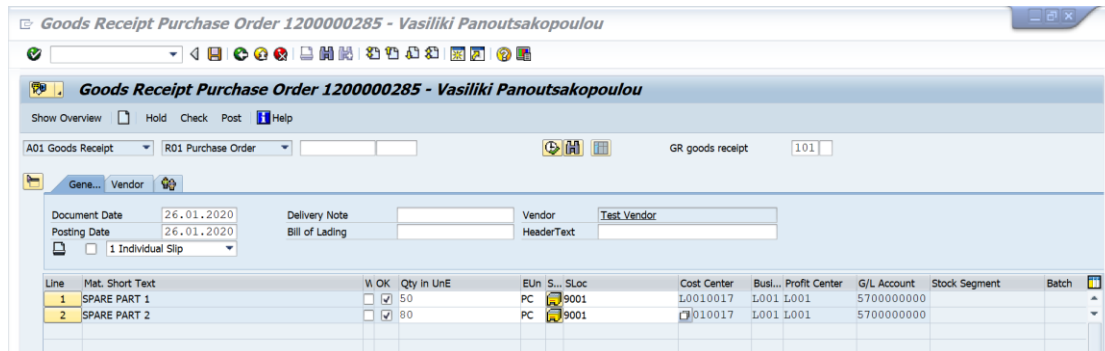 Goods Receipt Purchase Order 1200000285 - Vasiliki Panoutsakopoulou
Goods Receipt Purchase Order 1200000285 - Vasiliki Panoutsakopoulou
Show Overview Hold Check Post Help
A01 Goods Receipt R01 Purchase Order GR goods receipt 101
Gene... Vendor
Document Date 26.01.2020 Delivery Note Vendor Test Vendor
Posting Date 26.01.2020 Bill of Lading HeaderText
1 Individual Slip
Line Mat. Short Text W OK Qty in UnE EUn S... SLoc Cost Center Busi... Profit Center G/L Account Stock Segment Batch
1 SPARE PART 1 50 PC 9001 L0010017 L001 L001 5700000000
2 SPARE PART 2 80 PC 9001 010017 L001 L001 5700000000